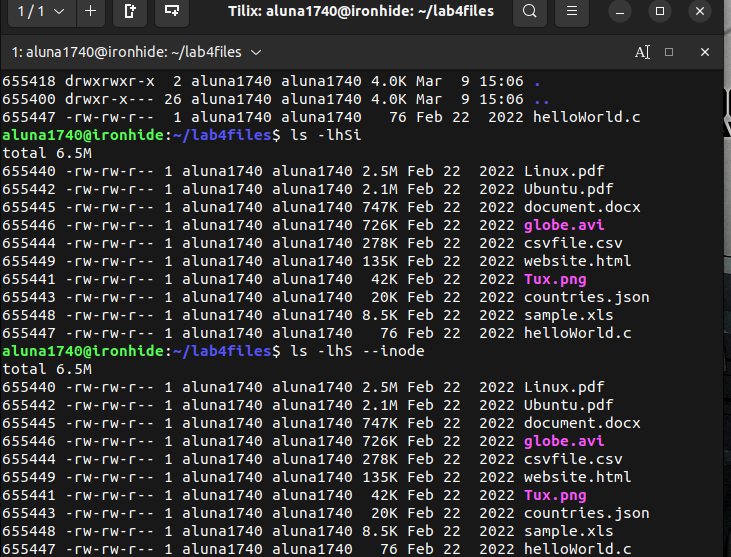 1 / 1
Tilix: aluna1740@ironhide: ~/lab4files
1: aluna1740@ironhide: ~/lab4files
655418 drwxrwxr-x  2 aluna1740 aluna1740 4.0K Mar  9 15:06 .
655400 drwxr-x--- 26 aluna1740 aluna1740 4.0K Mar  9 15:06 ..
655447 -rw-rw-r--  1 aluna1740 aluna1740   76 Feb 22  2022 helloWorld.c
aluna1740@ironhide:~/lab4files$ ls -lhSi
total 6.5M
655440 -rw-rw-r-- 1 aluna1740 aluna1740 2.5M Feb 22  2022 Linux.pdf
655442 -rw-rw-r-- 1 aluna1740 aluna1740 2.1M Feb 22  2022 Ubuntu.pdf
655445 -rw-rw-r-- 1 aluna1740 aluna1740 747K Feb 22  2022 document.docx
655446 -rw-rw-r-- 1 aluna1740 aluna1740 726K Feb 22  2022 globe.avi
655444 -rw-rw-r-- 1 aluna1740 aluna1740 278K Feb 22  2022 csvfile.csv
655449 -rw-rw-r-- 1 aluna1740 aluna1740 135K Feb 22  2022 website.html
655441 -rw-rw-r-- 1 aluna1740 aluna1740  42K Feb 22  2022 Tux.png
655443 -rw-rw-r-- 1 aluna1740 aluna1740  20K Feb 22  2022 countries.json
655448 -rw-rw-r-- 1 aluna1740 aluna1740 8.5K Feb 22  2022 sample.xls
655447 -rw-rw-r-- 1 aluna1740 aluna1740   76 Feb 22  2022 helloWorld.c
aluna1740@ironhide:~/lab4files$ ls -lhS --inode
total 6.5M
655440 -rw-rw-r-- 1 aluna1740 aluna1740 2.5M Feb 22  2022 Linux.pdf
655442 -rw-rw-r-- 1 aluna1740 aluna1740 2.1M Feb 22  2022 Ubuntu.pdf
655445 -rw-rw-r-- 1 aluna1740 aluna1740 747K Feb 22  2022 document.docx
655446 -rw-rw-r-- 1 aluna1740 aluna1740 726K Feb 22  2022 globe.avi
655444 -rw-rw-r-- 1 aluna1740 aluna1740 278K Feb 22  2022 csvfile.csv
655449 -rw-rw-r-- 1 aluna1740 aluna1740 135K Feb 22  2022 website.html
655441 -rw-rw-r-- 1 aluna1740 aluna1740  42K Feb 22  2022 Tux.png
655443 -rw-rw-r-- 1 aluna1740 aluna1740  20K Feb 22  2022 countries.json
655448 -rw-rw-r-- 1 aluna1740 aluna1740 8.5K Feb 22  2022 sample.xls
655447 -rw-rw-r-- 1 aluna1740 aluna1740   76 Feb 22  2022 helloWorld.c